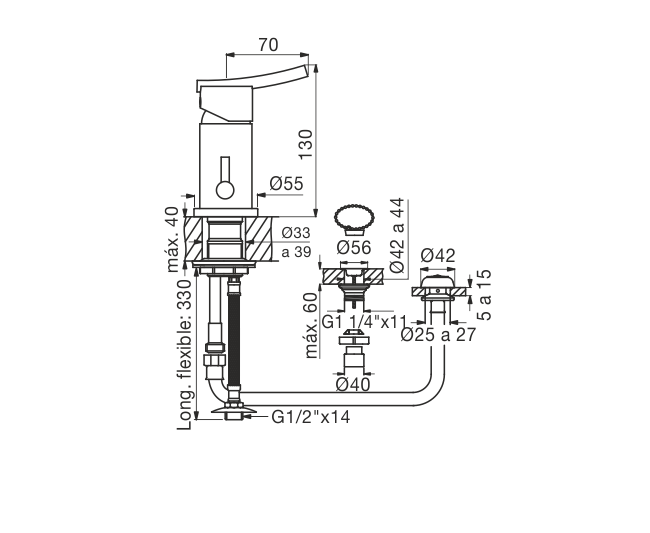 70
130
Ø55
máx. 40
Ø33
a 39
Long. flexible: 330
G1/2"x14
Ø56
Ø42 a 44
máx. 60
G1 1/4"x11
Ø40
Ø42
5 a 15
Ø25 a 27